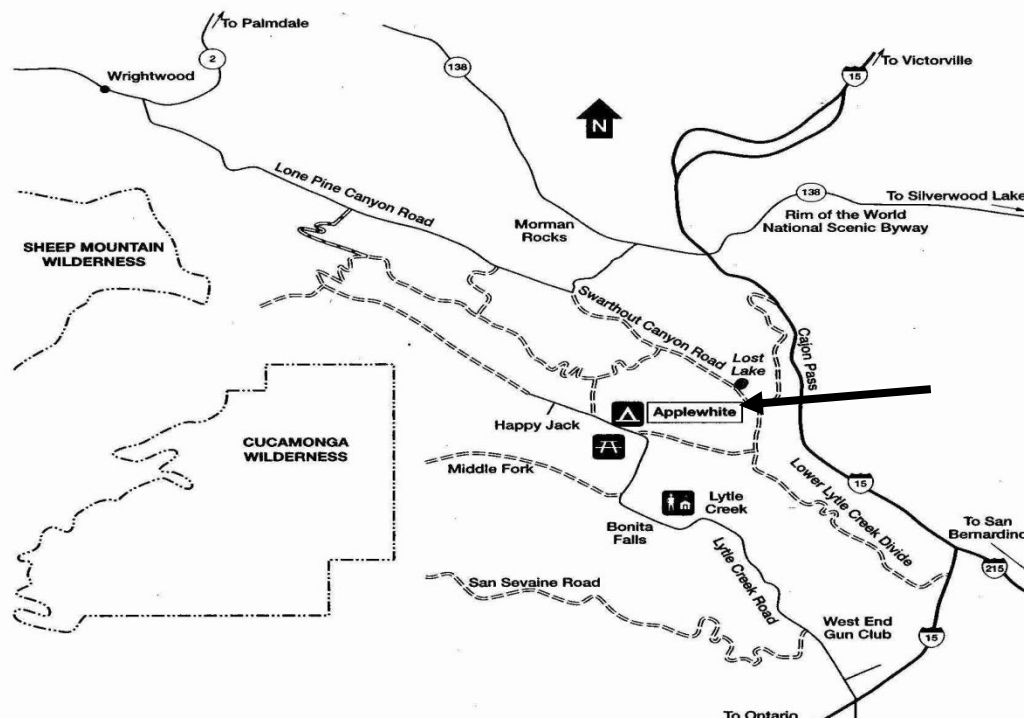 To Palmdale
2
Wrightwood
138
To Victorville
15
N
Lone Pine Canyon Road
138
To Silverwood Lake
Rim of the World
National Scenic Byway
Morman
Rocks
SHEEP MOUNTAIN
WILDERNESS
Swarthout Canyon Road
Lost
Lake
Cajon Pass
Applewhite
Happy Jack
CUCAMONGA
WILDERNESS
Middle Fork
Lytle
Creek
Bonita
Falls
Lower Lytle Creek Divide
15
To San
Bernardino
215
San Sevaine Road
Lytle Creek Road
West End
Gun Club
15
To Ontario